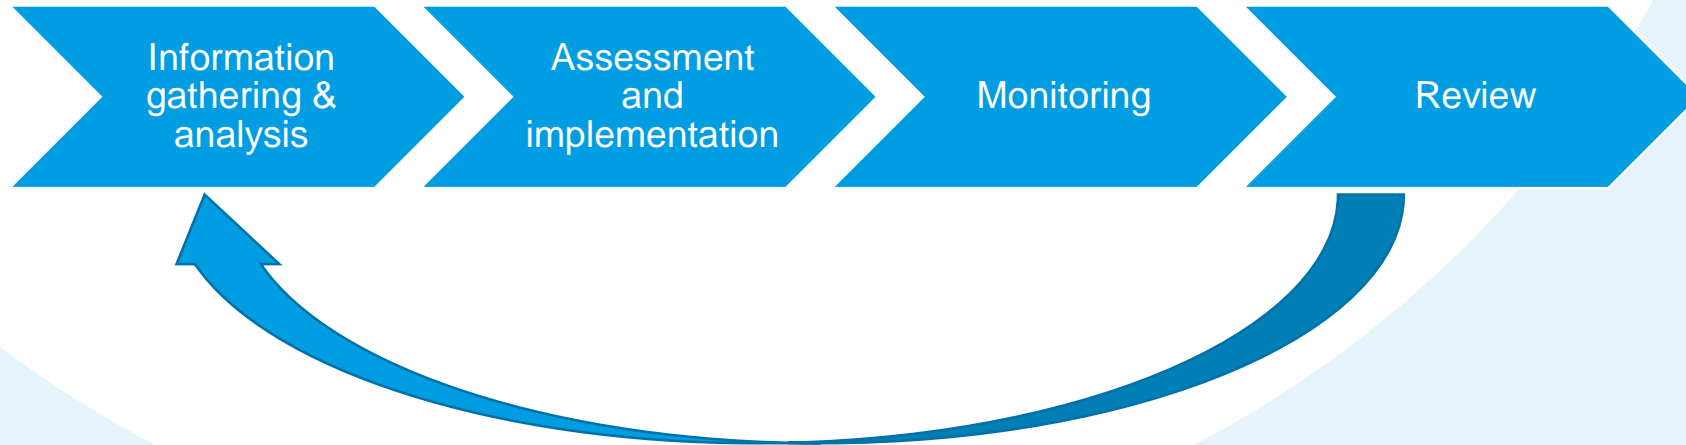 Information
gathering &
analysis
Assessment
and
implementation
Monitoring
Review